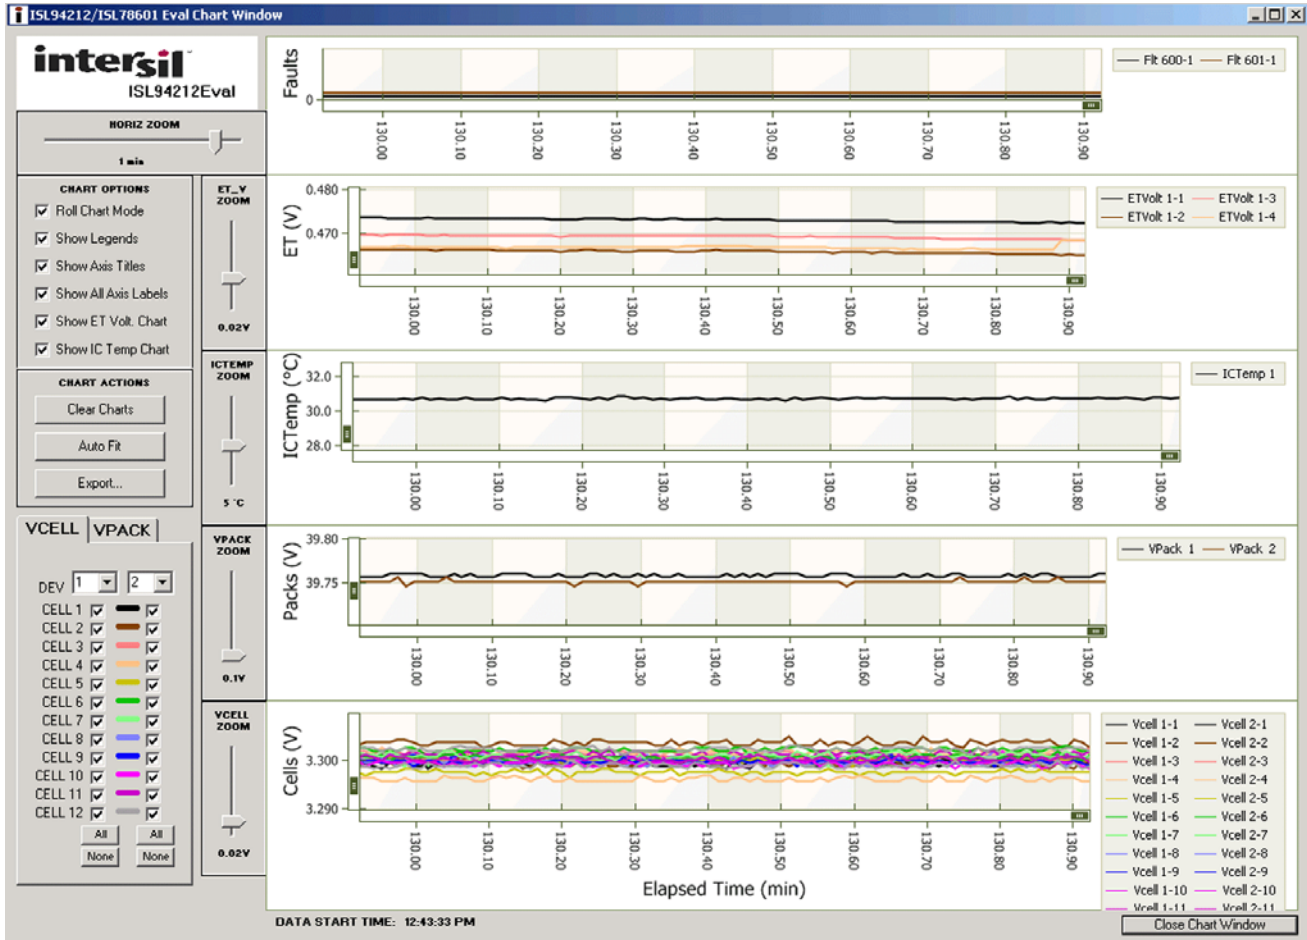 ISL94212/ISL78601 Eval Chart Window
intersil
ISL94212Eval
HORIZ ZOOM
1 min
CHART OPTIONS
Roll Chart Mode
Show Legends
Show Axis Titles
Show All Axis Labels
Show ET Volt. Chart
Show IC Temp Chart
CHART ACTIONS
Clear Charts
Auto Fit
Export...
VCELL VPACK
DEV 1 2
CELL 1
CELL 2
CELL 3
CELL 4
CELL 5
CELL 6
CELL 7
CELL 8
CELL 9
CELL 10
CELL 11
CELL 12
All All
None None
ET_V
ZOOM
0.02V
ICTEMP
ZOOM
5 °C
VPACK
ZOOM
0.1V
VCELL
ZOOM
0.02V
Faults
0
130.00 130.10 130.20 130.30 130.40 130.50 130.60 130.70 130.80 130.90
Flt 600-1 Flt 601-1
ET (V)
0.480
0.470
130.00 130.10 130.20 130.30 130.40 130.50 130.60 130.70 130.80 130.90
ETVolt 1-1 ETVolt 1-3
ETVolt 1-2 ETVolt 1-4
ICTemp (°C)
32.0
30.0
28.0
130.00 130.10 130.20 130.30 130.40 130.50 130.60 130.70 130.80 130.90
ICTemp 1
Packs (V)
39.80
39.75
130.00 130.10 130.20 130.30 130.40 130.50 130.60 130.70 130.80 130.90
VPack 1 VPack 2
Cells (V)
3.300
3.290
130.00 130.10 130.20 130.30 130.40 130.50 130.60 130.70 130.80 130.90
Elapsed Time (min)
Vcell 1-1 Vcell 2-1
Vcell 1-2 Vcell 2-2
Vcell 1-3 Vcell 2-3
Vcell 1-4 Vcell 2-4
Vcell 1-5 Vcell 2-5
Vcell 1-6 Vcell 2-6
Vcell 1-7 Vcell 2-7
Vcell 1-8 Vcell 2-8
Vcell 1-9 Vcell 2-9
Vcell 1-10 Vcell 2-10
Vcell 1-11 Vcell 2-11
DATA START TIME: 12:43:33 PM
Close Chart Window